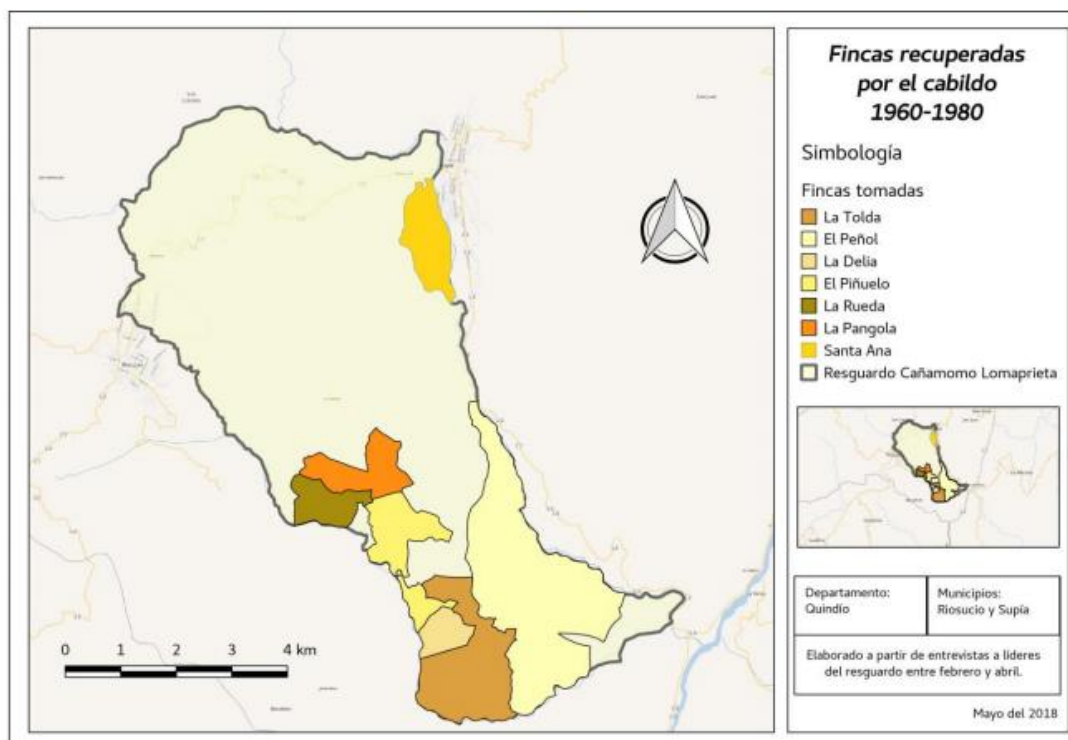 Fincas recuperadas
por el cabildo
1960-1980
Simbología
Fincas tomadas
La Tolda
El Peñol
La Delia
El Piñuelo
La Rueda
La Pangola
Santa Ana
Resguardo Cañamomo Lomaprieta
0 1 2 3 4 km
Departamento:
Quindío
Municipios:
Riosucio y Supía
Elaborado a partir de entrevistas a líderes
del resguardo entre febrero y abril.
Mayo del 2018